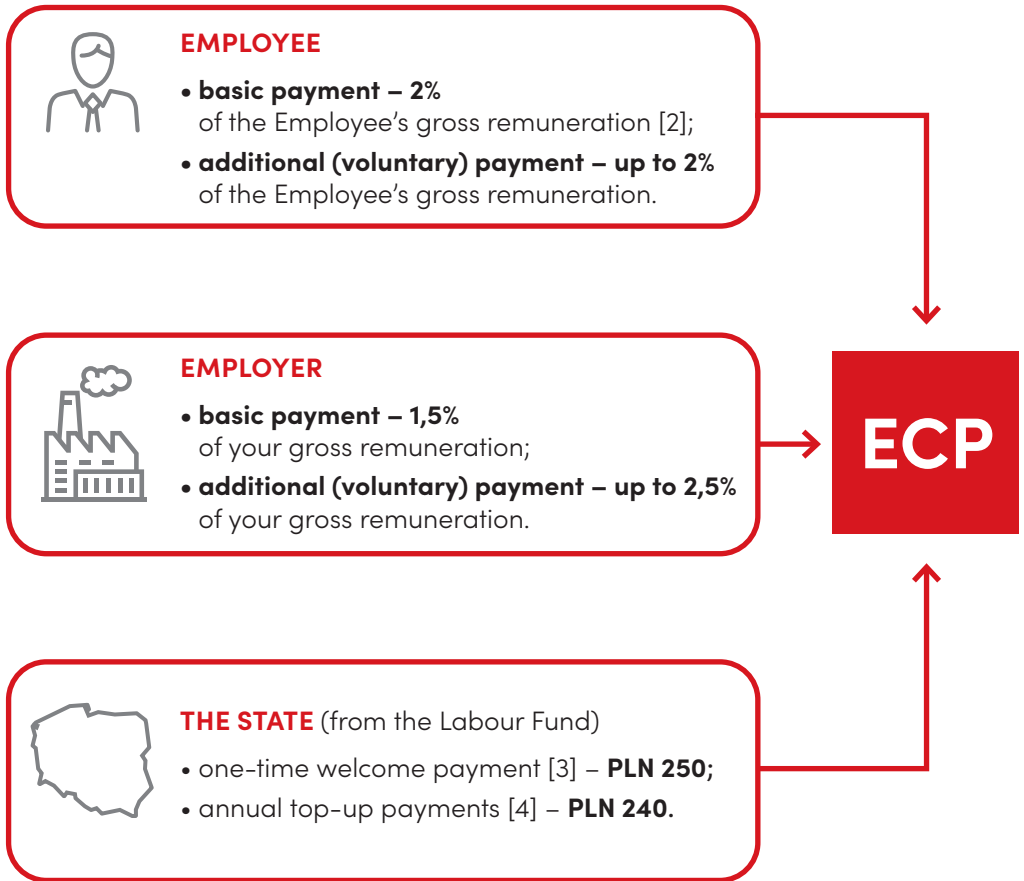 EMPLOYEE
• basic payment – 2%
of the Employee's gross remuneration [2];
• additional (voluntary) payment – up to 2%
of the Employee's gross remuneration.
EMPLOYER
• basic payment – 1,5%
of your gross remuneration;
• additional (voluntary) payment – up to 2,5%
of your gross remuneration.
ECP
THE STATE (from the Labour Fund)
• one-time welcome payment [3] – PLN 250;
• annual top-up payments [4] – PLN 240.